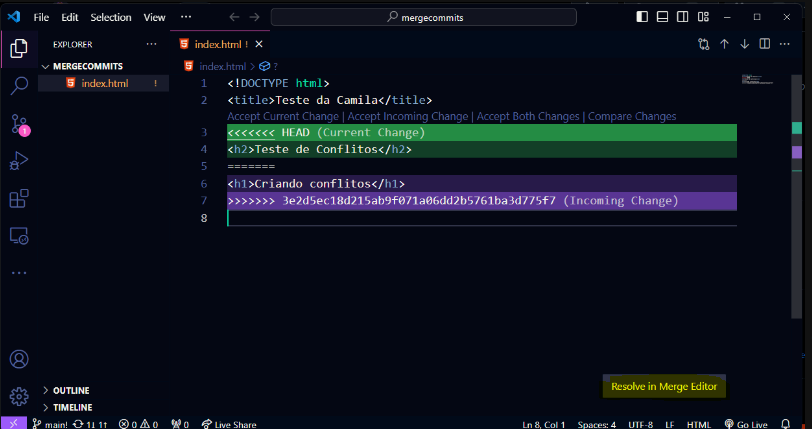 File Edit Selection View ··· mergecommits
EXPLORER ···
index.html !
MERGECOMMITS
index.html !
index.html > ?
1 <!DOCTYPE html>
2 <title>Teste da Camila</title>
Accept Current Change | Accept Incoming Change | Accept Both Changes | Compare Changes
3 <<<<<<< HEAD (Current Change)
4 <h2>Teste de Conflitos</h2>
5 =======
6 <h1>Criando conflitos</h1>
7 >>>>>>> 3e2d5ec18d215ab9f071a06dd2b5761ba3d775f7 (Incoming Change)
8
1
Resolve in Merge Editor
OUTLINE
TIMELINE
main! 1↓ 1↑ 0 0 0 Live Share Ln 8, Col 1 Spaces: 4 UTF-8 LF HTML Go Live